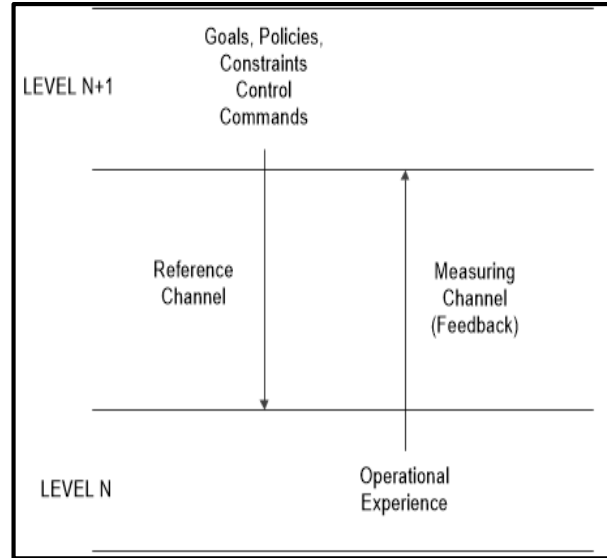 Goals, Policies,
Constraints
Control
Commands
LEVEL N+1
Reference
Channel
Measuring
Channel
(Feedback)
LEVEL N
Operational
Experience